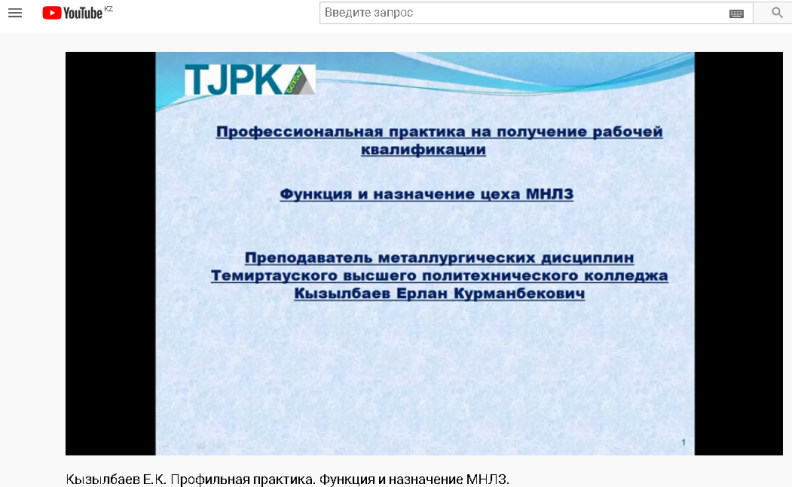 YouTube KZ
Введите запрос
TJPK
Профессиональная практика на получение рабочей
квалификации
Функция и назначение цеха МНЛЗ
Преподаватель металлургических дисциплин
Темиртауского высшего политехнического колледжа
Кызылбаев Ерлан Курманбекович
1
Кызылбаев Е.К. Профильная практика. Функция и назначение МНЛЗ.